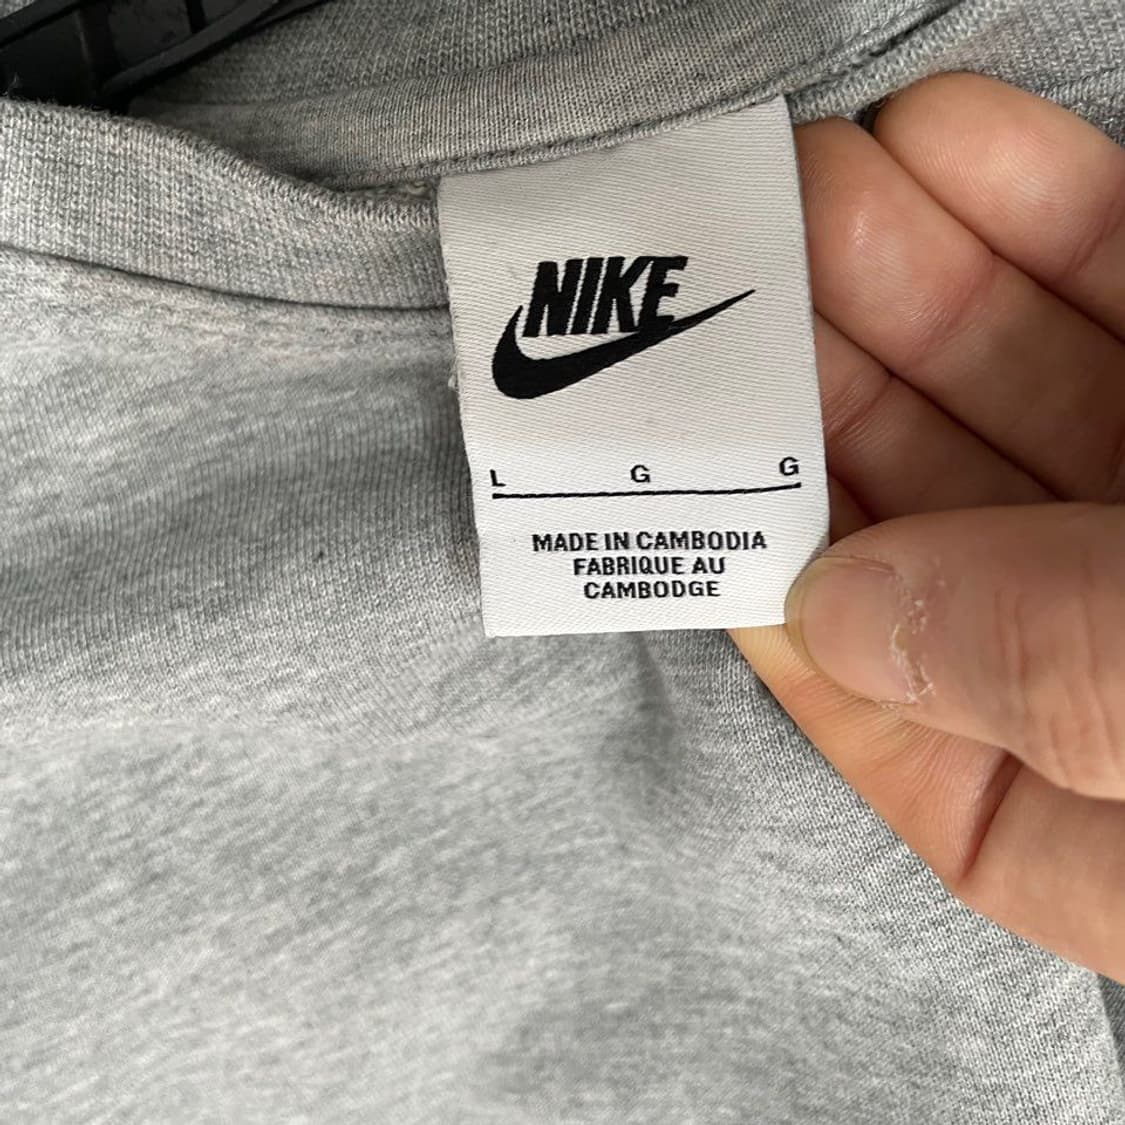 NIKE
L G G
MADE IN CAMBODIA
FABRIQUE AU
CAMBODGE